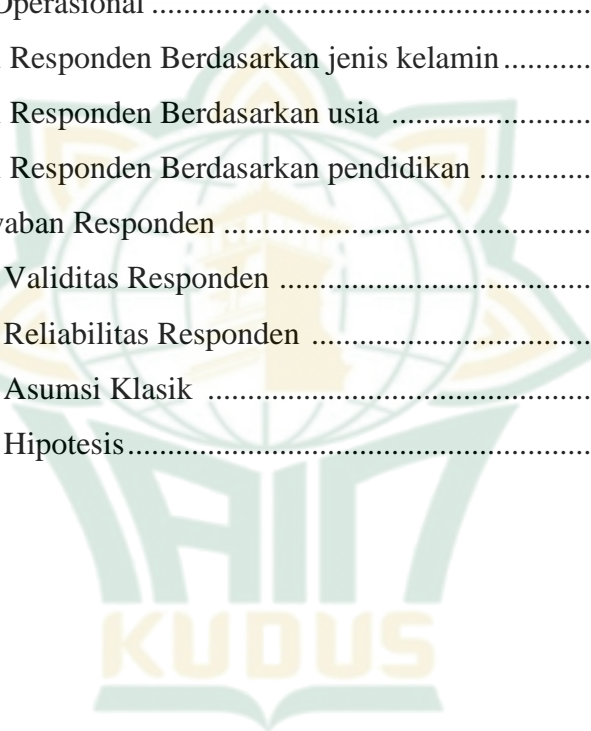 Operasional ..........................................................
Responden Berdasarkan jenis kelamin ............
Responden Berdasarkan usia ..........................
Responden Berdasarkan pendidikan ..............
waban Responden ...............................................
Validitas Responden .......................................
Reliabilitas Responden ...................................
Asumsi Klasik ................................................
Hipotesis..........................................................
IAIN
KUDUS